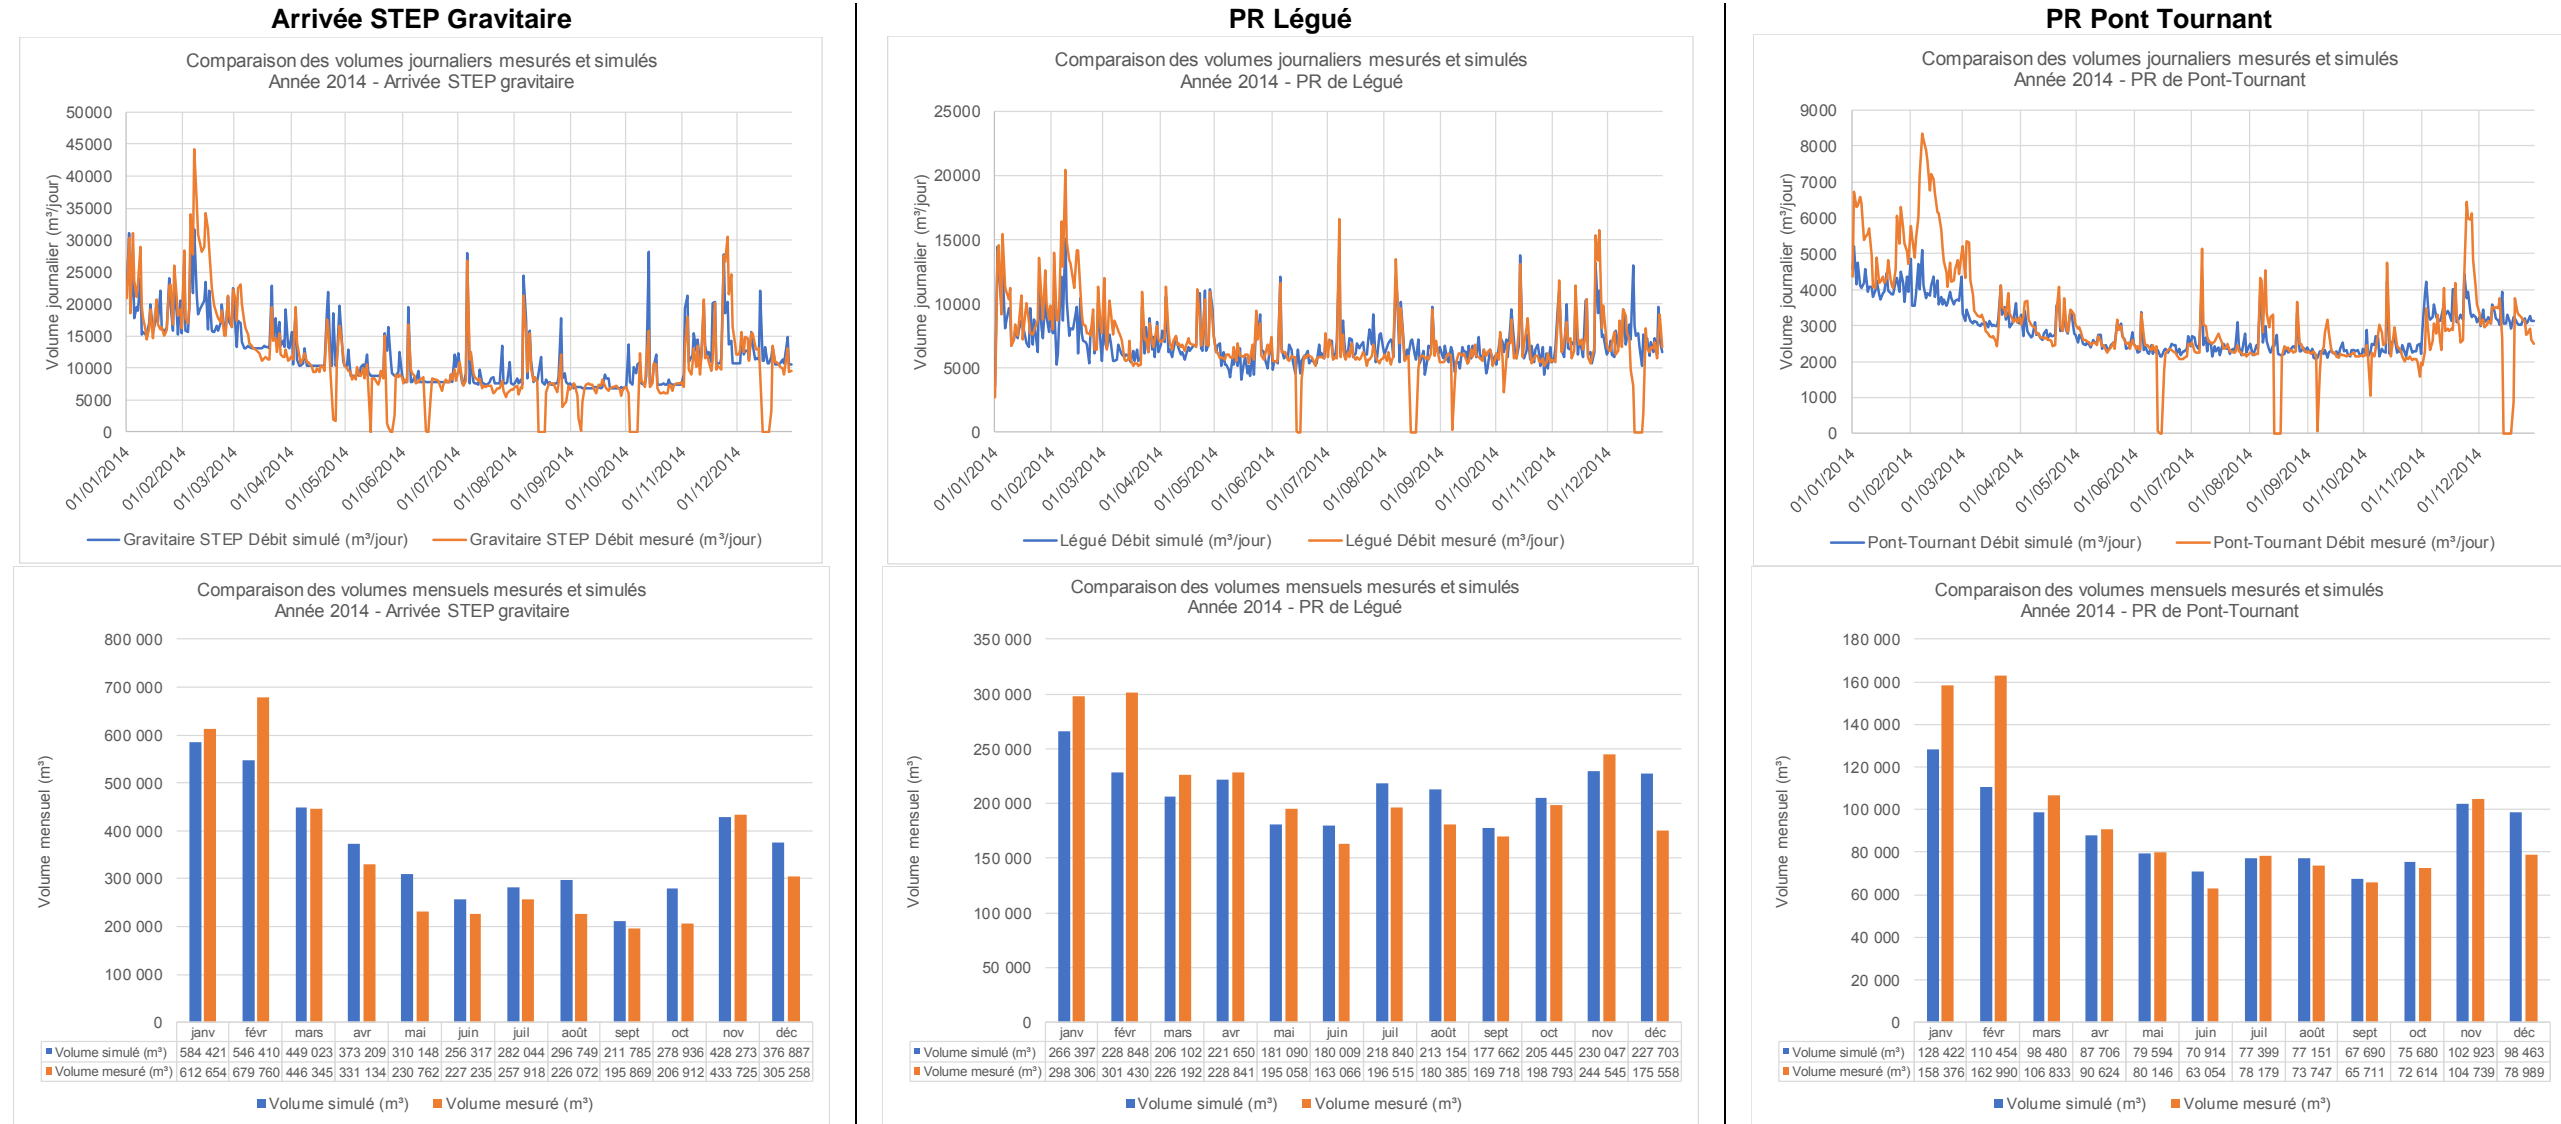 Arrivée STEP Gravitaire
Comparaison des volumes journaliers mesurés et simulés
Année 2014 - Arrivée STEP gravitaire
Volume journalier (m³/jour)
50000
45000
40000
35000
30000
25000
20000
15000
10000
5000
0
01/01/2014
01/02/2014
01/03/2014
01/04/2014
01/05/2014
01/06/2014
01/07/2014
01/08/2014
01/09/2014
01/10/2014
01/11/2014
01/12/2014
Gravitaire STEP Débit simulé (m³/jour) Gravitaire STEP Débit mesuré (m³/jour)
Comparaison des volumes mensuels mesurés et simulés
Année 2014 - Arrivée STEP gravitaire
Volume mensuel (m³)
800 000
700 000
600 000
500 000
400 000
300 000
200 000
100 000
0
janv févr mars avr mai juin juil août sept oct nov déc
Volume simulé (m³) 584 421 546 410 449 023 373 209 310 148 256 317 282 044 296 749 211 785 278 936 428 273 376 887
Volume mesuré (m³) 612 654 679 760 446 345 331 134 230 762 227 235 257 918 226 072 195 869 206 912 433 725 305 258
Volume simulé (m³) Volume mesuré (m³)
PR Légué
Comparaison des volumes journaliers mesurés et simulés
Année 2014 - PR de Légué
Volume journalier (m³/jour)
25000
20000
15000
10000
5000
0
01/01/2014
01/02/2014
01/03/2014
01/04/2014
01/05/2014
01/06/2014
01/07/2014
01/08/2014
01/09/2014
01/10/2014
01/11/2014
01/12/2014
Légué Débit simulé (m³/jour) Légué Débit mesuré (m³/jour)
Comparaison des volumes mensuels mesurés et simulés
Année 2014 - PR de Légué
Volume mensuel (m³)
350 000
300 000
250 000
200 000
150 000
100 000
50 000
0
janv févr mars avr mai juin juil août sept oct nov déc
Volume simulé (m³) 266 397 228 848 206 102 221 650 181 090 180 009 218 840 213 154 177 662 205 445 230 047 227 703
Volume mesuré (m³) 298 306 301 430 226 192 228 841 195 058 163 066 196 515 180 385 169 718 198 793 244 545 175 558
Volume simulé (m³) Volume mesuré (m³)
PR Pont Tournant
Comparaison des volumes journaliers mesurés et simulés
Année 2014 - PR de Pont-Tournant
Volume journalier (m³/jour)
9000
8000
7000
6000
5000
4000
3000
2000
1000
0
01/01/2014
01/02/2014
01/03/2014
01/04/2014
01/05/2014
01/06/2014
01/07/2014
01/08/2014
01/09/2014
01/10/2014
01/11/2014
01/12/2014
Pont-Tournant Débit simulé (m³/jour) Pont-Tournant Débit mesuré (m³/jour)
Comparaison des volumes mensuels mesurés et simulés
Année 2014 - PR de Pont-Tournant
Volume mensuel (m³)
180 000
160 000
140 000
120 000
100 000
80 000
60 000
40 000
20 000
0
janv févr mars avr mai juin juil août sept oct nov déc
Volume simulé (m³) 128 422 110 454 98 480 87 706 79 594 70 914 77 399 77 151 67 690 75 680 102 923 98 463
Volume mesuré (m³) 158 376 162 990 106 833 90 624 80 146 63 054 78 179 73 747 65 711 72 614 104 739 78 989
Volume simulé (m³) Volume mesuré (m³)